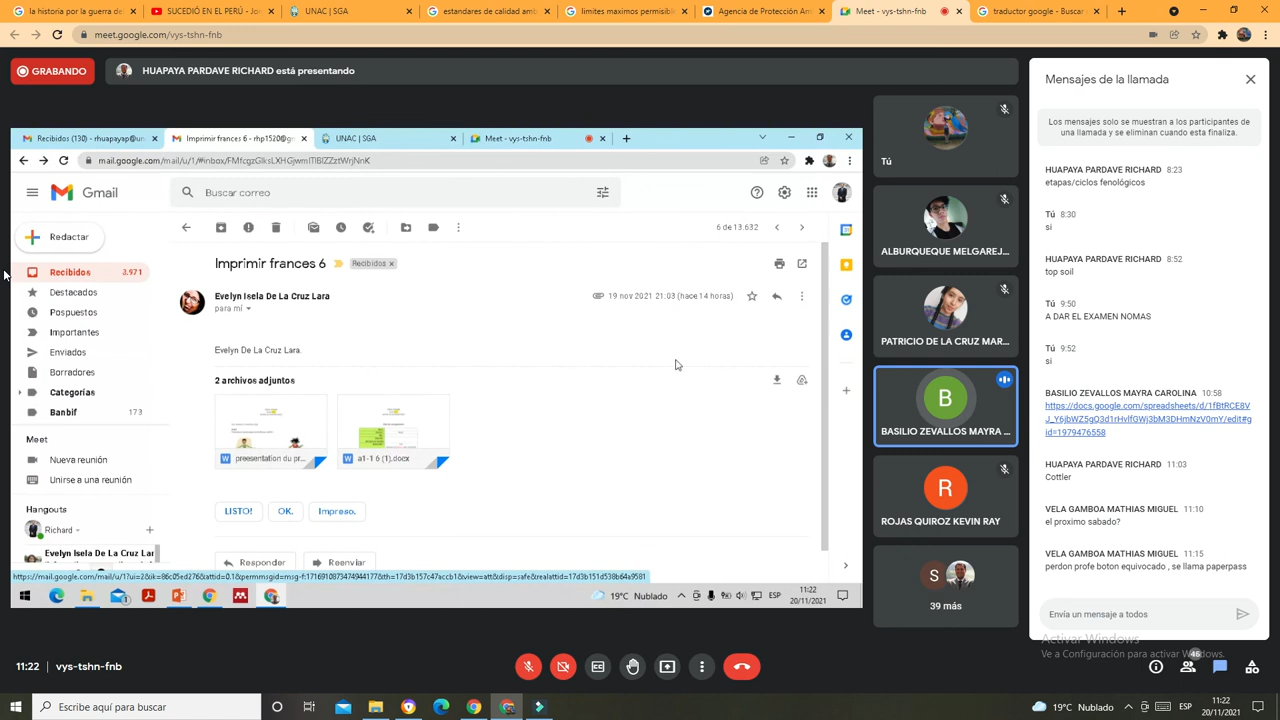 la historia por la guerra de
SUCEDIÓ EN EL PERÚ - Jo
UNAC | SGA
estandares de calidad amb
limites maximos permisible
Agencia de Protección Am
Meet - vys-tshn-fnb
traductor google - Buscar
meet.google.com/vys-tshn-fnb
GRABANDO
HUAPAYA PARDAVE RICHARD está presentando
Recibidos (130) - rhuapayap@un
Imprimir frances 6 - rhp1520@g
UNAC | SGA
Meet - vys-tshn-fnb
Gmail
Buscar correo
Redactar
6 de 13.632
Recibidos 3.971
Destacados
Pospuestos
Importantes
Enviados
Borradores
Categorías
Banbif 173
Meet
Nueva reunión
Unirse a una reunión
Hangouts
Richard
Evelyn Isela De La Cruz Lar
Imprimir frances 6
Recibidos x
Evelyn Isela De La Cruz Lara
19 nov 2021 21:03 (hace 14 horas)
para mí
Evelyn De La Cruz Lara.
2 archivos adjuntos
W preesentation du pr...
W a1-1 6 (1).docx
LISTO!
OK.
Impreso.
Responder
Reenviar
19°C Nublado
ESP
11:22
20/11/2021
Tú
ALBURQUEQUE MELGAREJ...
PATRICIO DE LA CRUZ MAR...
B
BASILIO ZEVALLOS MAYRA ...
R
ROJAS QUIROZ KEVIN RAY
S
39 más
Mensajes de la llamada
Los mensajes solo se muestran a los participantes de
una llamada y se eliminan cuando esta finaliza.
HUAPAYA PARDAVE RICHARD 8:23
etapas/ciclos fenológicos
Tú 8:30
si
HUAPAYA PARDAVE RICHARD 8:52
top soil
Tú 9:50
A DAR EL EXAMEN NOMAS
Tú 9:52
si
BASILIO ZEVALLOS MAYRA CAROLINA 10:58
https://docs.google.com/spreadsheets/d/1fBtRCE8V
J_Y6jbWZ5gQ3d1rHvlfGWj3bM3DHmNzV0mY/edit#g
id=1979476558
HUAPAYA PARDAVE RICHARD 11:03
Cottler
VELA GAMBOA MATHIAS MIGUEL 11:10
el proximo sabado?
VELA GAMBOA MATHIAS MIGUEL 11:15
perdon profe boton equivocado , se llama paperpass
Envía un mensaje a todos
Activar Windows
Ve a Configuración para activar Windows.
11:22 vys-tshn-fnb
46
Escribe aquí para buscar
19°C Nublado
ESP
11:22
20/11/2021